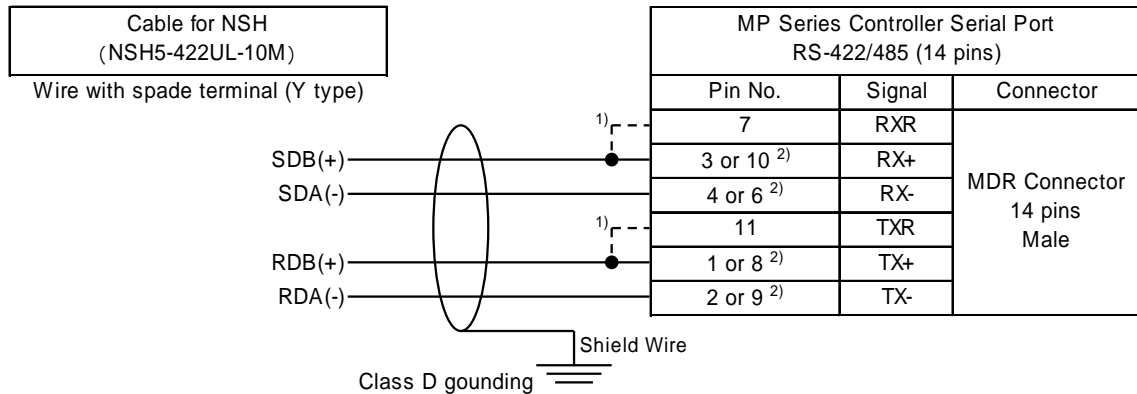 Cable for NSH
(NSH5-422UL-10M)
Wire with spade terminal (Y type)
MP Series Controller Serial Port
RS-422/485 (14 pins)
Pin No. Signal Connector
1) 7 RXR
SDB(+) 3 or 10 2) RX+
SDA(-) 4 or 6 2) RX-
MDR Connector
14 pins
Male
1) 11 TXR
RDB(+) 1 or 8 2) TX+
RDA(-) 2 or 9 2) TX-
Shield Wire
Class D gounding